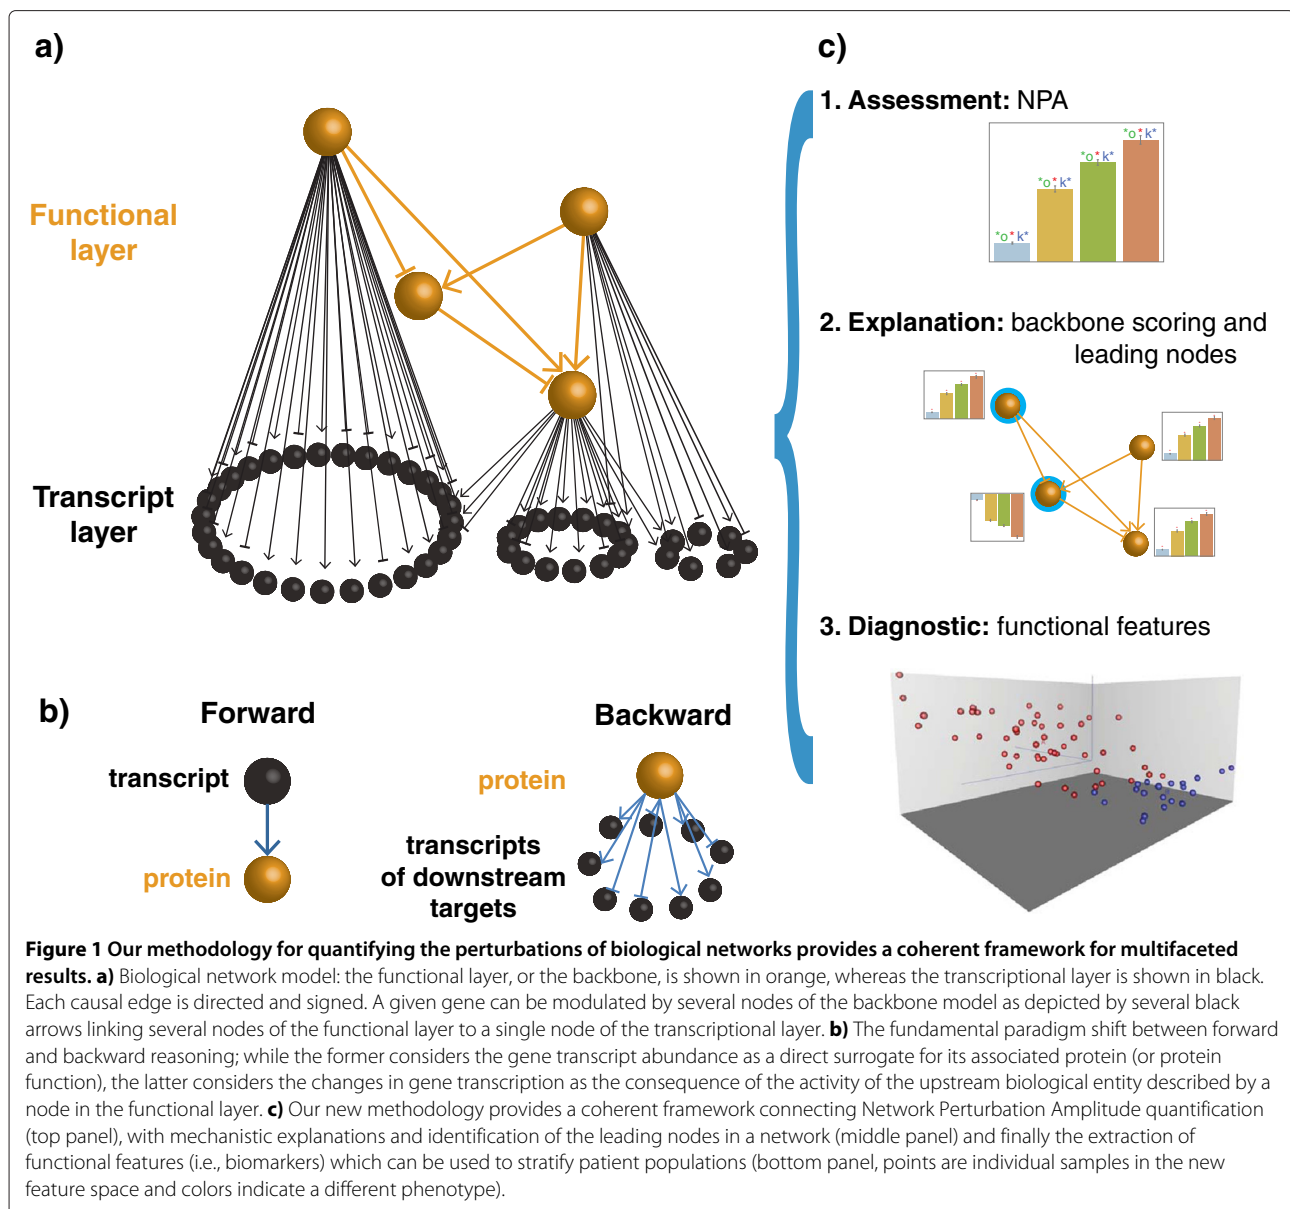 a)
Functional
layer
Transcript
layer
b)
Forward
transcript
protein
Backward
protein
transcripts
of downstream
targets
c)
1. Assessment: NPA
*o*k*
*o*k*
*o*k*
*o*k*
2. Explanation: backbone scoring and
leading nodes
3. Diagnostic: functional features
Figure 1 Our methodology for quantifying the perturbations of biological networks provides a coherent framework for multifaceted
results. a) Biological network model: the functional layer, or the backbone, is shown in orange, whereas the transcriptional layer is shown in black.
Each causal edge is directed and signed. A given gene can be modulated by several nodes of the backbone model as depicted by several black
arrows linking several nodes of the functional layer to a single node of the transcriptional layer. b) The fundamental paradigm shift between forward
and backward reasoning; while the former considers the gene transcript abundance as a direct surrogate for its associated protein (or protein
function), the latter considers the changes in gene transcription as the consequence of the activity of the upstream biological entity described by a
node in the functional layer. c) Our new methodology provides a coherent framework connecting Network Perturbation Amplitude quantification
(top panel), with mechanistic explanations and identification of the leading nodes in a network (middle panel) and finally the extraction of
functional features (i.e., biomarkers) which can be used to stratify patient populations (bottom panel, points are individual samples in the new
feature space and colors indicate a different phenotype).